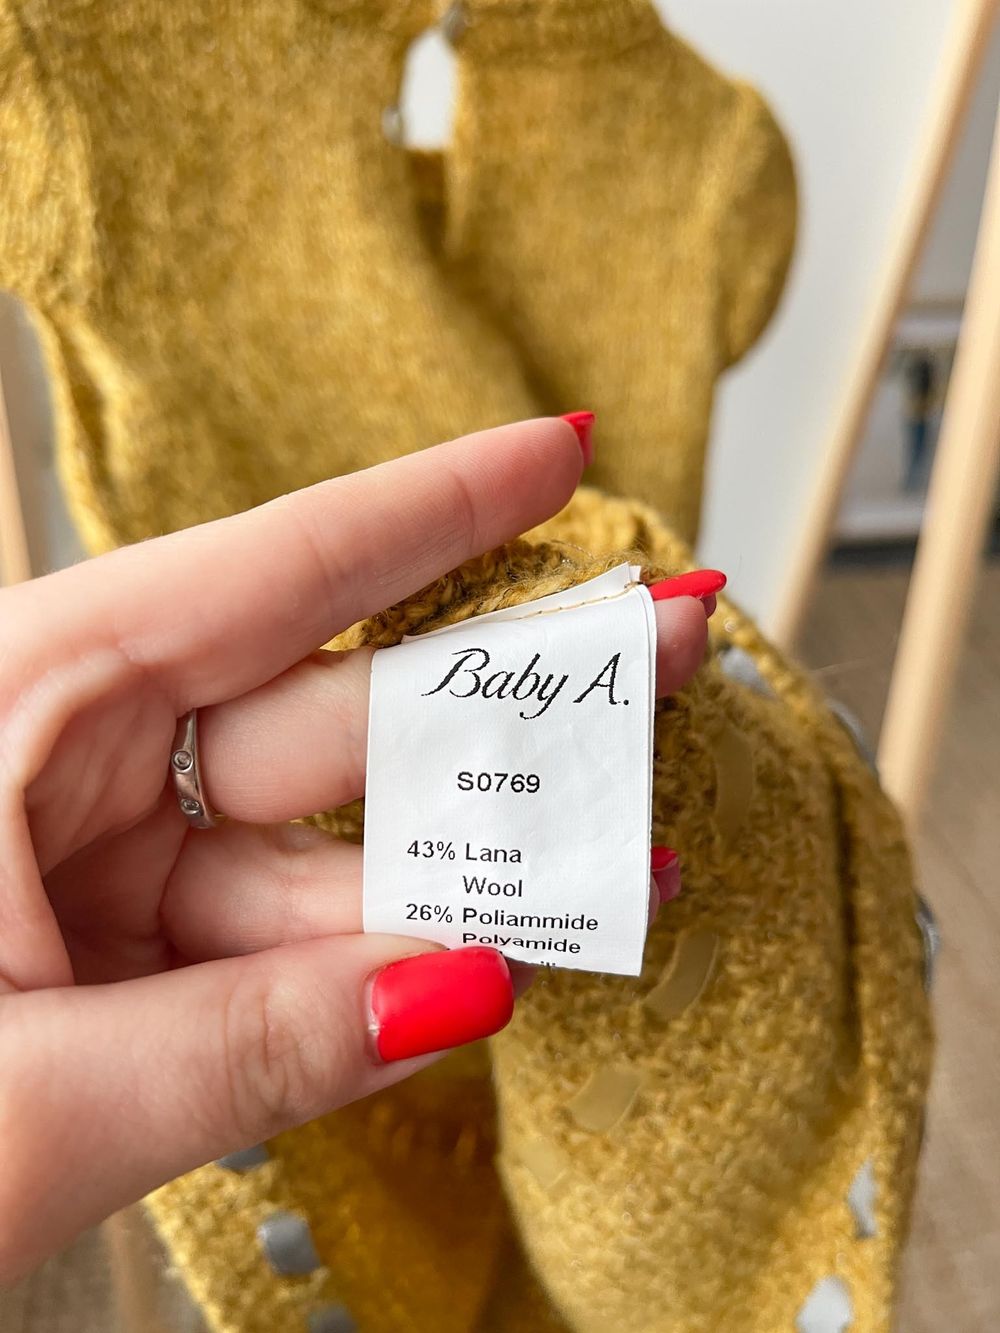 Baby A.
S0769
43% Lana
Wool
26% Poliammide
Polyamide